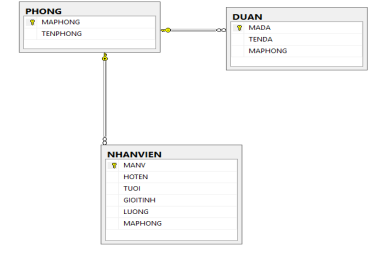 PHONG
MAPHONG
TENPHONG
DUAN
MADA
TENDA
MAPHONG
NHANVIEN
MANV
HOTEN
TUOI
GIOITINH
LUONG
MAPHONG